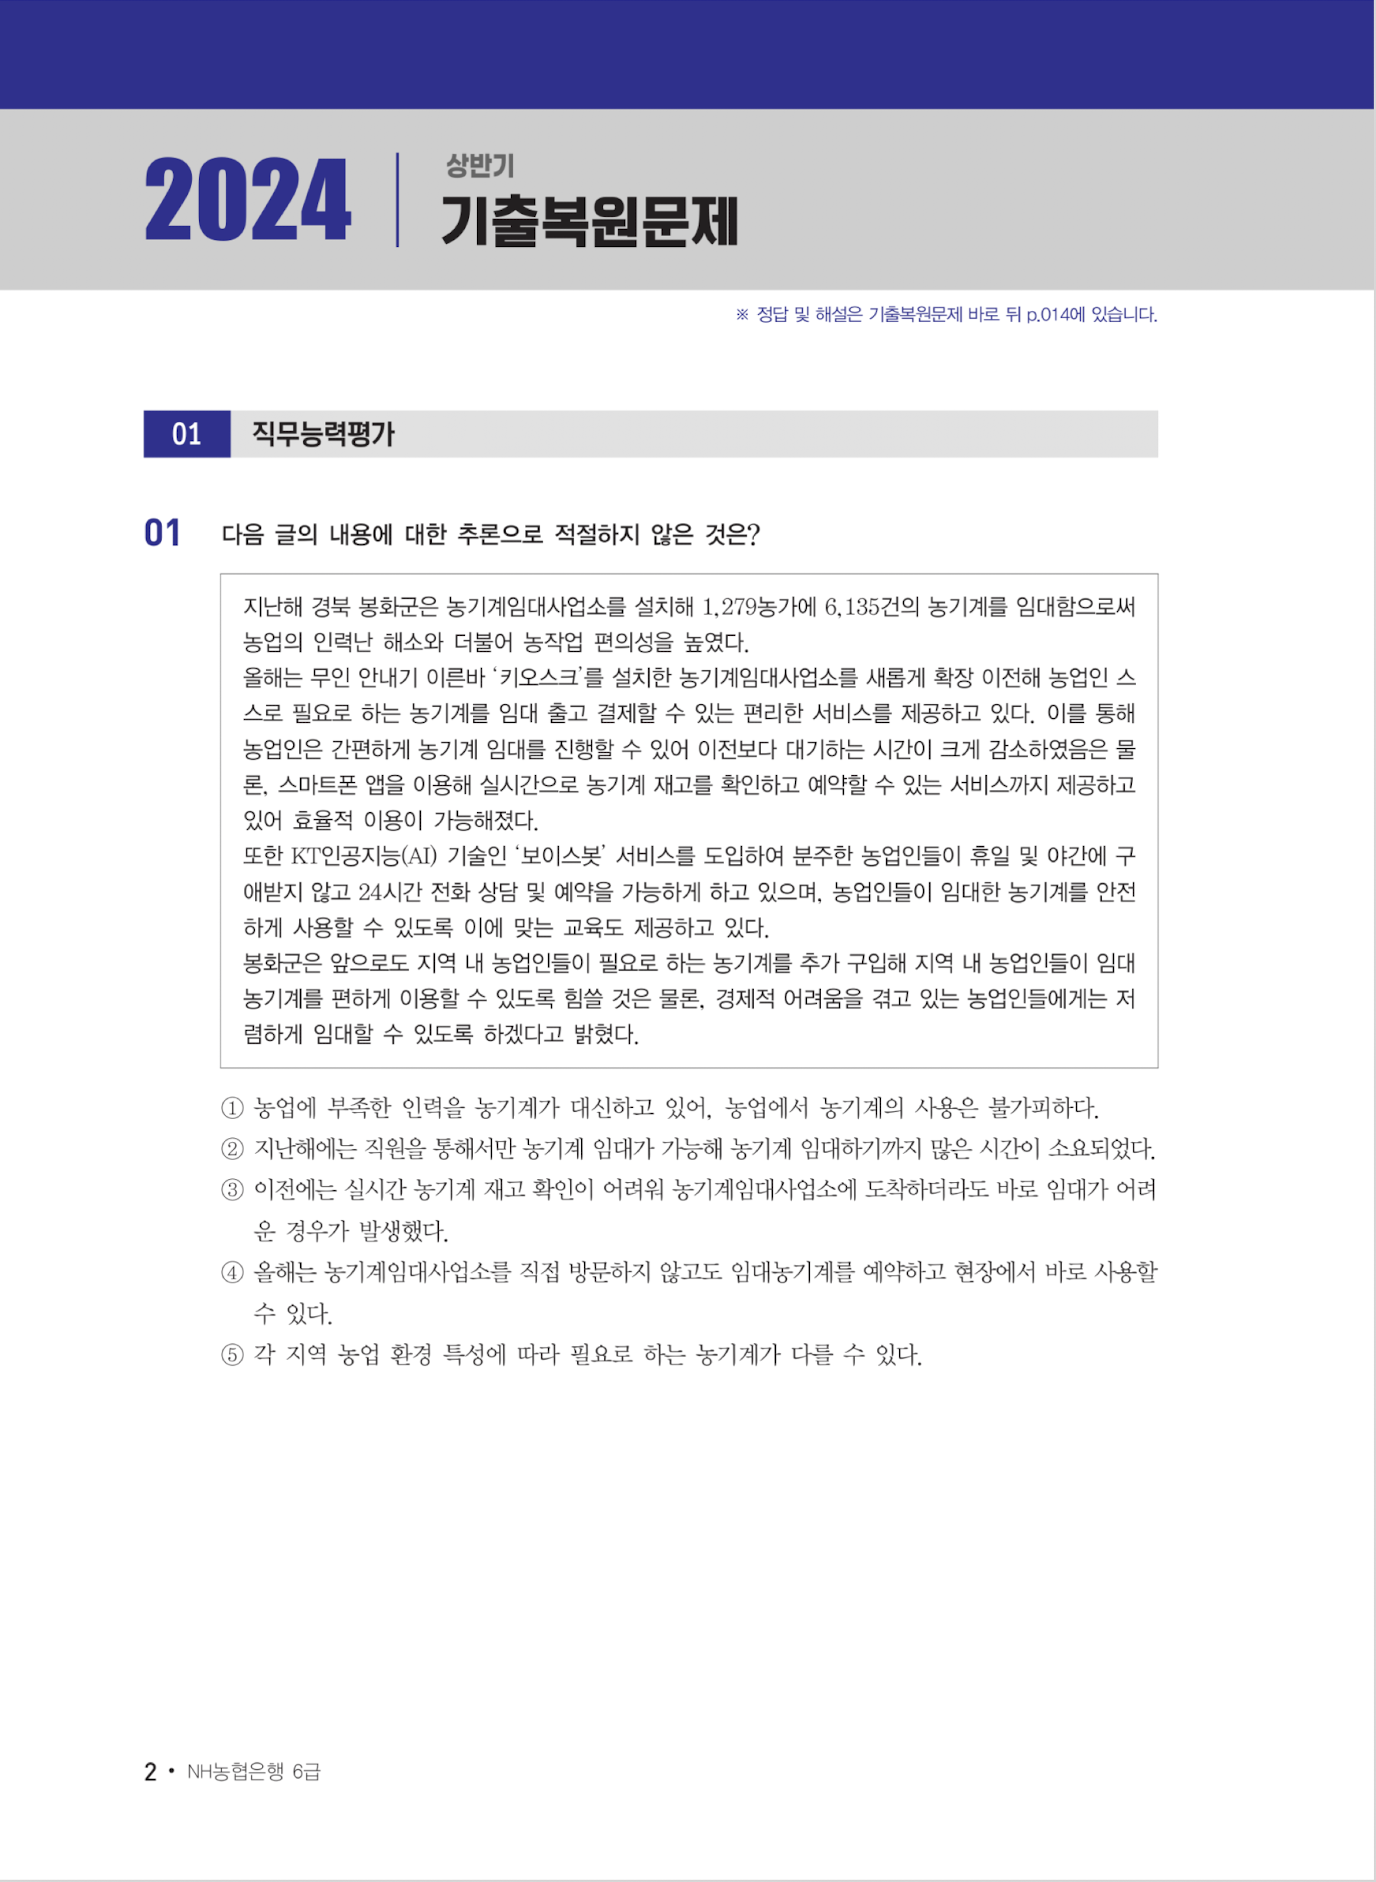 2024
상반기
기출복원문제
※ 정답 및 해설은 기출복원문제 바로 뒤 p.014에 있습니다.
01 직무능력평가
01 다음 글의 내용에 대한 추론으로 적절하지 않은 것은?
지난해 경북 봉화군은 농기계임대사업소를 설치해 1,279농가에 6,135건의 농기계를 임대함으로써
농업의 인력난 해소와 더불어 농작업 편의성을 높였다.
올해는 무인 안내기 이른바 ‘키오스크’를 설치한 농기계임대사업소를 새롭게 확장 이전해 농업인 스
스로 필요로 하는 농기계를 임대 출고 결제할 수 있는 편리한 서비스를 제공하고 있다. 이를 통해
농업인은 간편하게 농기계 임대를 진행할 수 있어 이전보다 대기하는 시간이 크게 감소하였음은 물
론, 스마트폰 앱을 이용해 실시간으로 농기계 재고를 확인하고 예약할 수 있는 서비스까지 제공하고
있어 효율적 이용이 가능해졌다.
또한 KT인공지능(AI) 기술인 ‘보이스봇’ 서비스를 도입하여 분주한 농업인들이 휴일 및 야간에 구
애받지 않고 24시간 전화 상담 및 예약을 가능하게 하고 있으며, 농업인들이 임대한 농기계를 안전
하게 사용할 수 있도록 이에 맞는 교육도 제공하고 있다.
봉화군은 앞으로도 지역 내 농업인들이 필요로 하는 농기계를 추가 구입해 지역 내 농업인들이 임대
농기계를 편하게 이용할 수 있도록 힘쓸 것은 물론, 경제적 어려움을 겪고 있는 농업인들에게는 저
렴하게 임대할 수 있도록 하겠다고 밝혔다.
① 농업에 부족한 인력을 농기계가 대신하고 있어, 농업에서 농기계의 사용은 불가피하다.
② 지난해에는 직원을 통해서만 농기계 임대가 가능해 농기계 임대하기까지 많은 시간이 소요되었다.
③ 이전에는 실시간 농기계 재고 확인이 어려워 농기계임대사업소에 도착하더라도 바로 임대가 어려
운 경우가 발생했다.
④ 올해는 농기계임대사업소를 직접 방문하지 않고도 임대농기계를 예약하고 현장에서 바로 사용할
수 있다.
⑤ 각 지역 농업 환경 특성에 따라 필요로 하는 농기계가 다를 수 있다.
2 • NH농협은행 6급